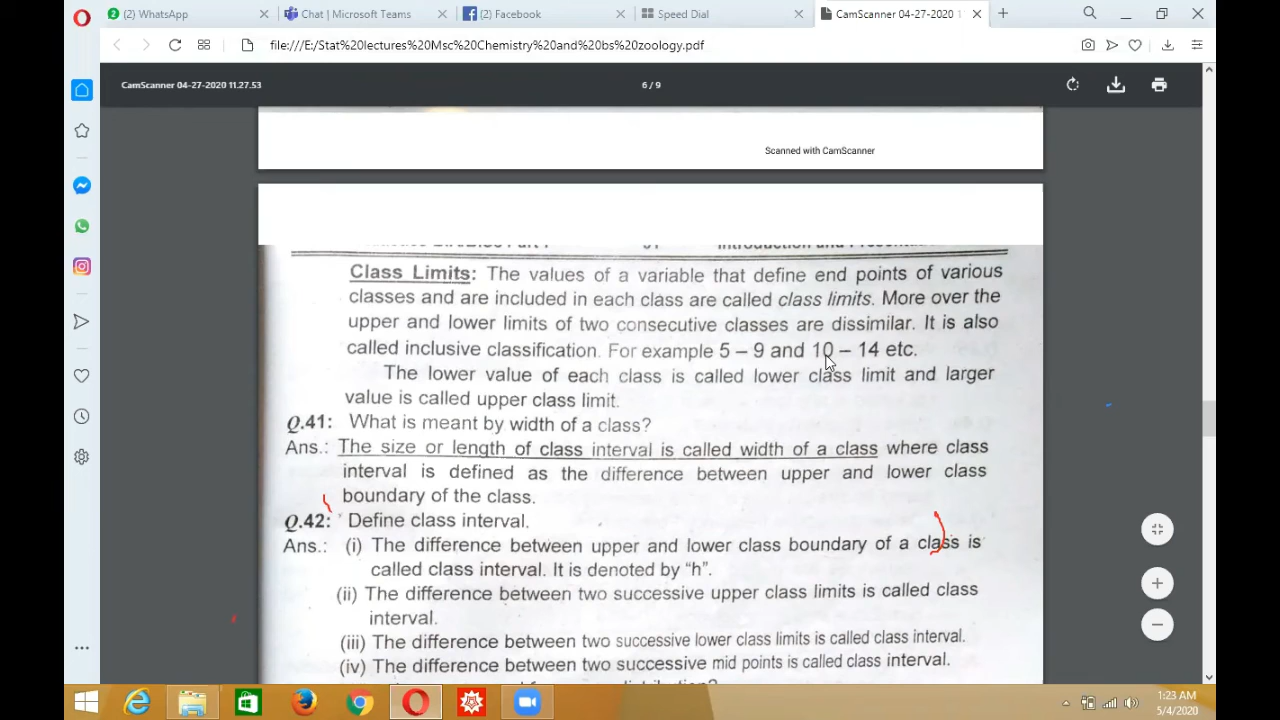 (2) WhatsApp
Chat | Microsoft Teams
(2) Facebook
Speed Dial
CamScanner 04-27-2020 1
file:///E:/Stat%20lectures%20Msc%20Chemistry%20and%20bs%20zoology.pdf
CamScanner 04-27-2020 11.27.53
6 / 9
Scanned with CamScanner
Class Limits: The values of a variable that define end points of various
classes and are included in each class are called class limits. More over the
upper and lower limits of two consecutive classes are dissimilar. It is also
called inclusive classification. For example 5 – 9 and 10 – 14 etc.
The lower value of each class is called lower class limit and larger
value is called upper class limit.
Q.41: What is meant by width of a class?
Ans.: The size or length of class interval is called width of a class where class
interval is defined as the difference between upper and lower class
boundary of the class.
Q.42: Define class interval.
Ans.: (i) The difference between upper and lower class boundary of a class is
called class interval. It is denoted by “h”.
(ii) The difference between two successive upper class limits is called class
interval.
(iii) The difference between two successive lower class limits is called class interval.
(iv) The difference between two successive mid points is called class interval.
1:23 AM
5/4/2020